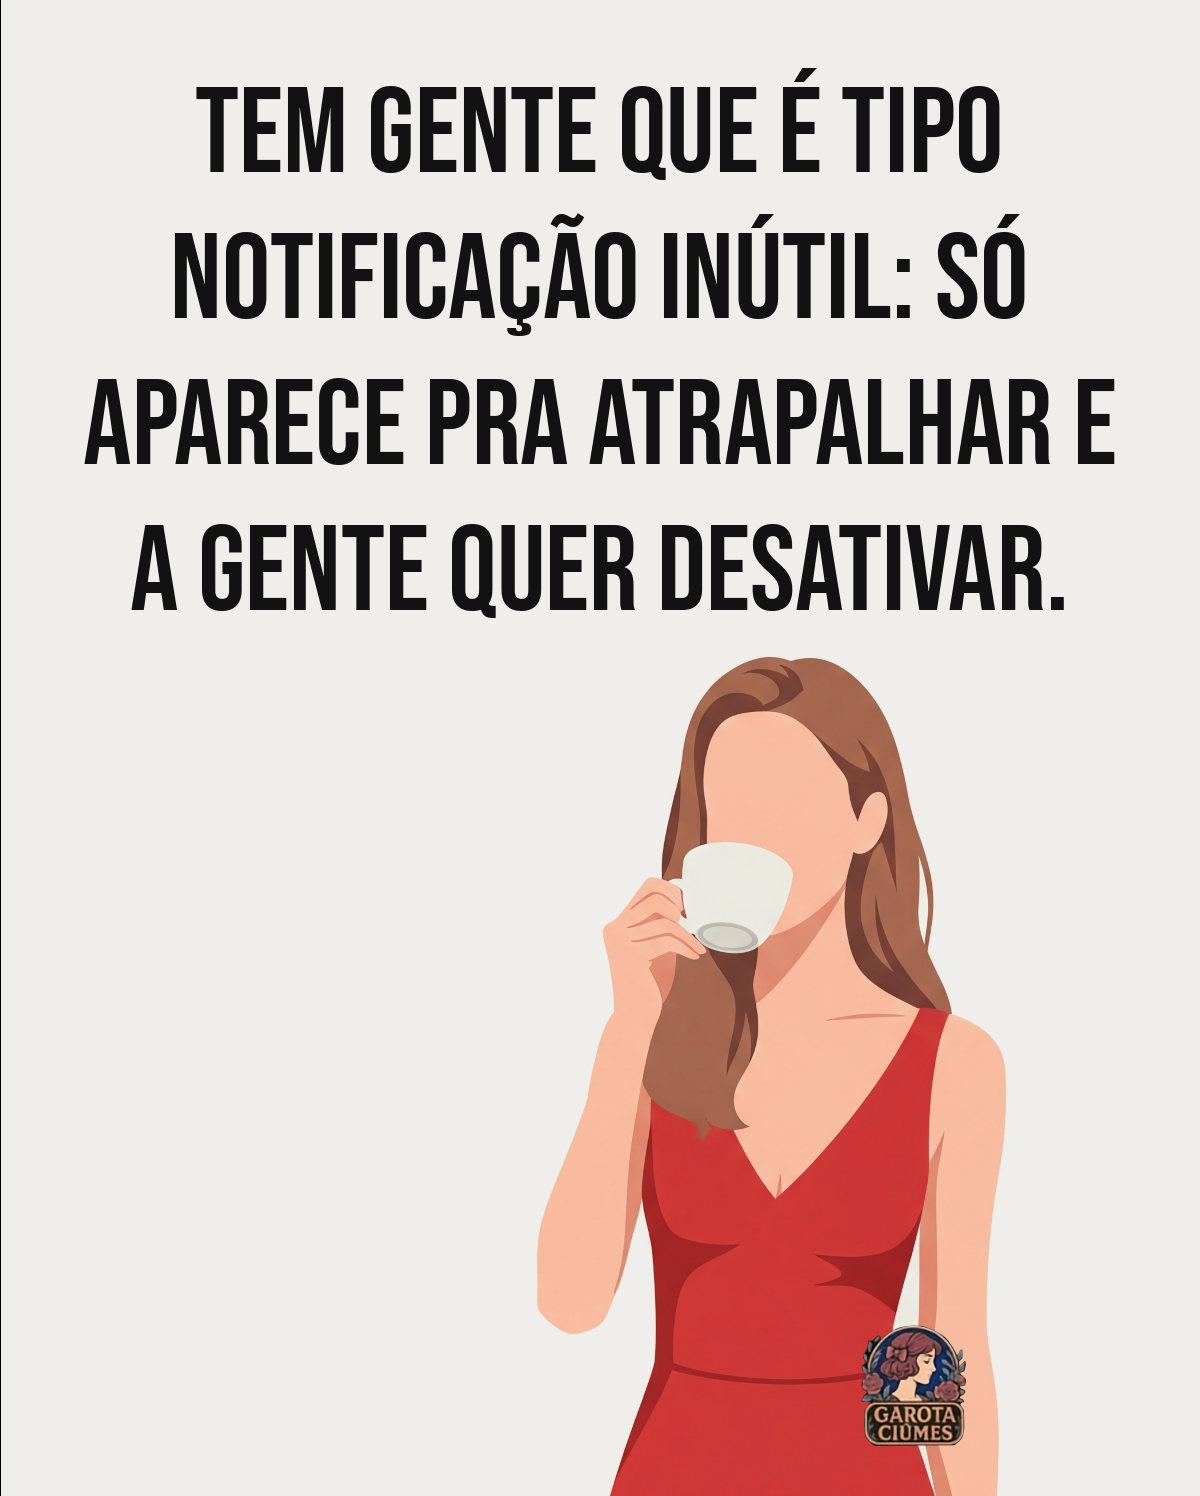 TEM GENTE QUE É TIPO
NOTIFICAÇÃO INÚTIL: SÓ
APARECE PRA ATRAPALHAR E
A GENTE QUER DESATIVAR.
GAROTA
CIÚMES